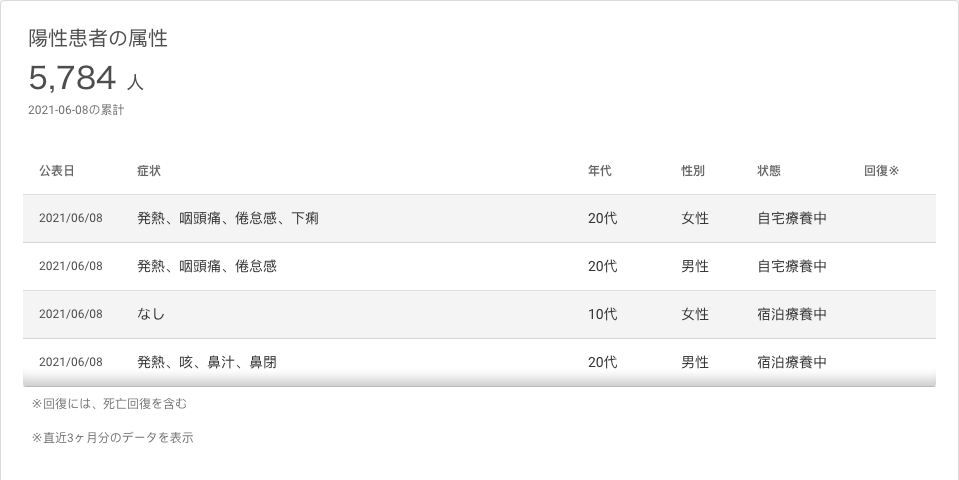 陽性患者の属性
5,784 人
2021-06-08の累計
公表日 症状 年代 性別 状態 回復※
2021/06/08 発熱、咽頭痛、倦怠感、下痢 20代 女性 自宅療養中
2021/06/08 発熱、咽頭痛、倦怠感 20代 男性 自宅療養中
2021/06/08 なし 10代 女性 宿泊療養中
2021/06/08 発熱、咳、鼻汁、鼻閉 20代 男性 宿泊療養中
※回復には、死亡回復を含む
※直近3ヶ月分のデータを表示